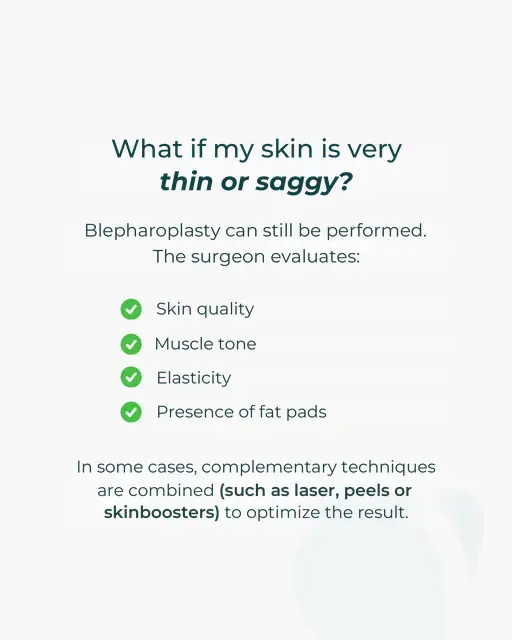 What if my skin is very
thin or saggy?
Blepharoplasty can still be performed.
The surgeon evaluates:
Skin quality
Muscle tone
Elasticity
Presence of fat pads
In some cases, complementary techniques
are combined (such as laser, peels or
skinboosters) to optimize the result.